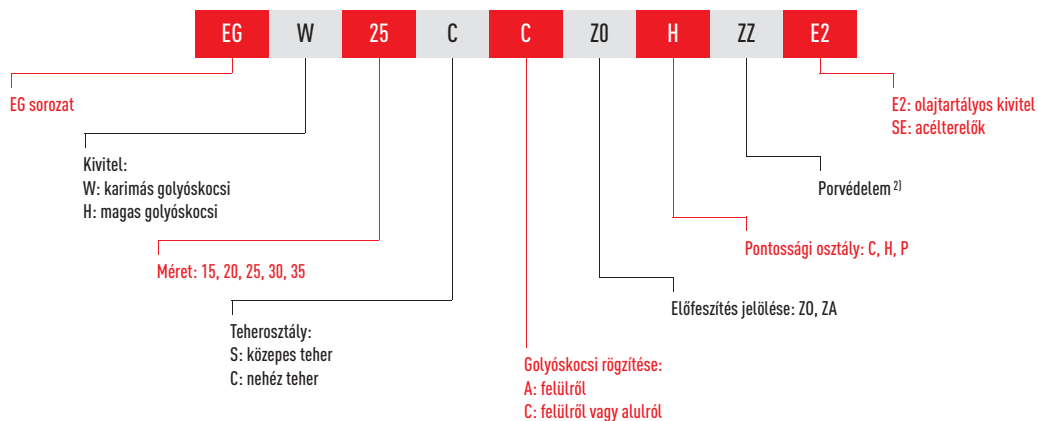 EG W 25 C C Z0 H ZZ E2
EG sorozat
E2: olajtartályos kivitel
SE: acélterelők
Kivitel:
W: karimás golyóskocsi
H: magas golyóskocsi
Porvédelem 2)
Méret: 15, 20, 25, 30, 35
Pontossági osztály: C, H, P
Teherosztály:
S: közepes teher
C: nehéz teher
Előfeszítés jelölése: Z0, ZA
Golyóskocsi rögzítése:
A: felülről
C: felülről vagy alulról